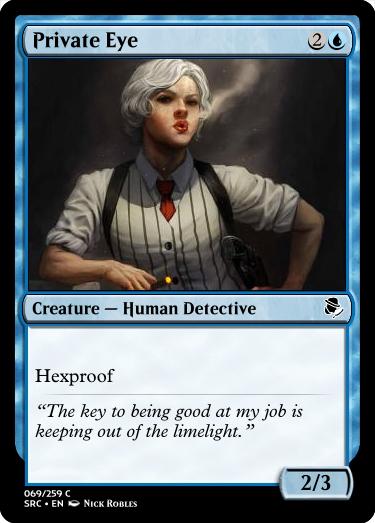 Private Eye 2
Creature — Human Detective
Hexproof
“The key to being good at my job is
keeping out of the limelight.”
2/3
069/259 C
SRC • EN Nick Robles